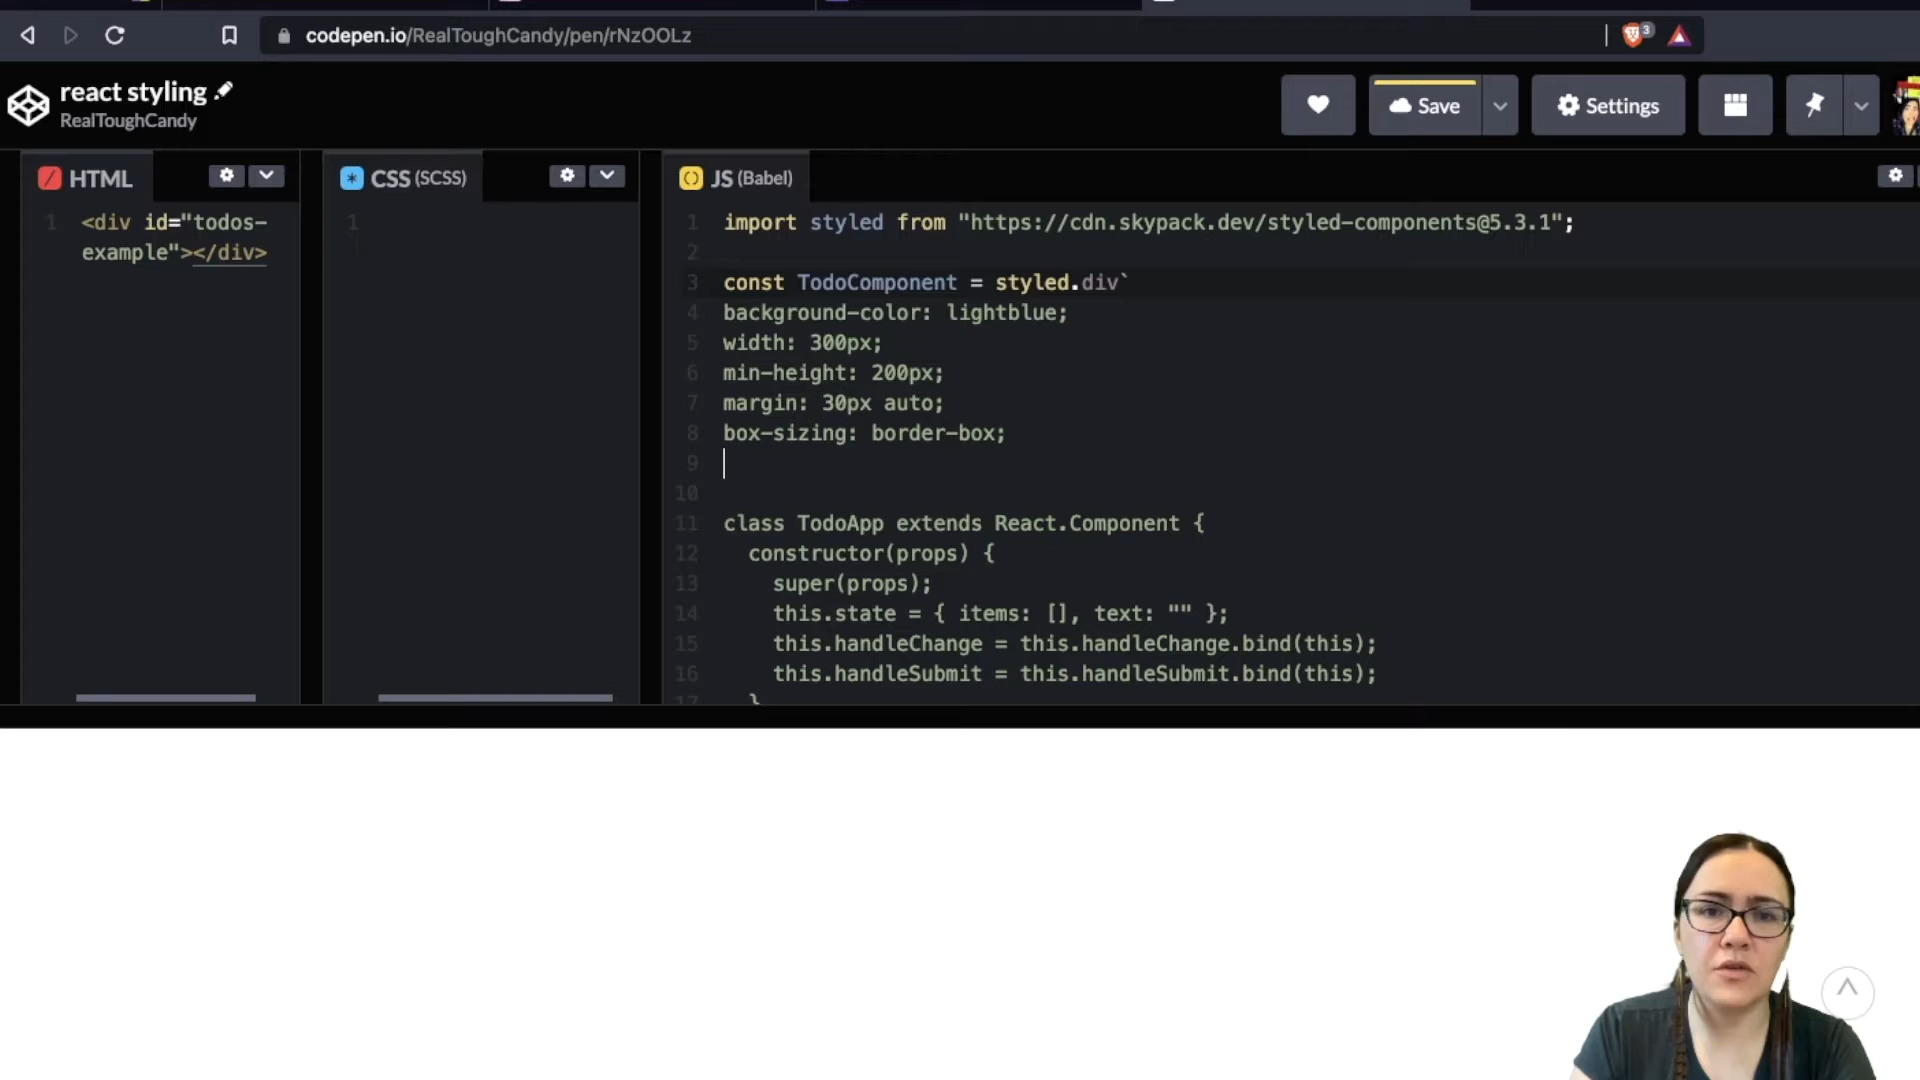 codepen.io/RealToughCandy/pen/rNzOOLz
3
react styling
RealToughCandy
Save
Settings
HTML
CSS (SCSS)
JS (Babel)
1 <div id="todos-
example"></div>
1
1 import styled from "https://cdn.skypack.dev/styled-components@5.3.1";
2
3 const TodoComponent = styled.div`
4 background-color: lightblue;
5 width: 300px;
6 min-height: 200px;
7 margin: 30px auto;
8 box-sizing: border-box;
9
10
11 class TodoApp extends React.Component {
12 constructor(props) {
13 super(props);
14 this.state = { items: [], text: "" };
15 this.handleChange = this.handleChange.bind(this);
16 this.handleSubmit = this.handleSubmit.bind(this);
17 }